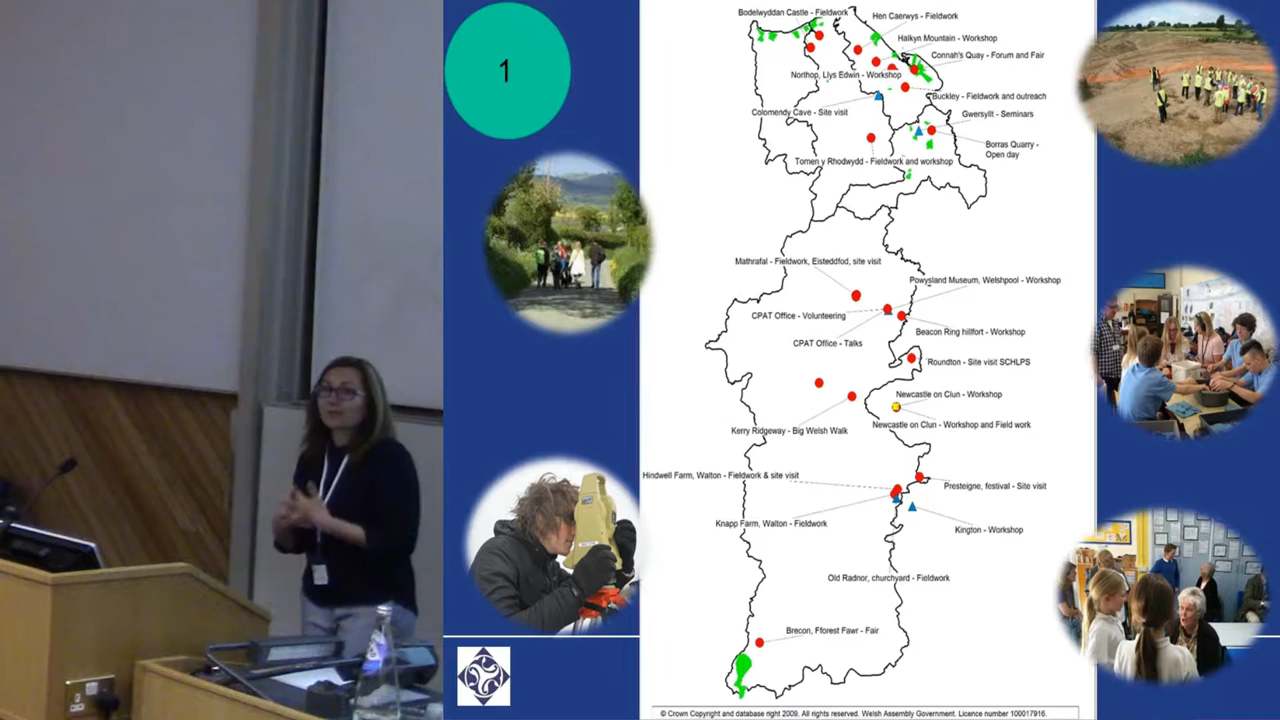 1
Bodelwyddan Castle - Fieldwork
Hen Caerwys - Fieldwork
Halkyn Mountain - Workshop
Connah's Quay - Forum and Fair
Northop, Llys Edwin - Workshop
Buckley - Fieldwork and outreach
Colomendy Cave - Site visit
Gwersyllt - Seminars
Borras Quarry -
Open day
Tomen y Rhodwydd - Fieldwork and workshop
Mathrafal - Fieldwork, Eisteddfod, site visit
Powysland Museum, Welshpool - Workshop
CPAT Office - Volunteering
Beacon Ring hillfort - Workshop
CPAT Office - Talks
Roundton - Site visit SCHLPS
Newcastle on Clun - Workshop
Newcastle on Clun - Workshop and Field work
Kerry Ridgeway - Big Welsh Walk
Hindwell Farm, Walton - Fieldwork & site visit
Presteigne, festival - Site visit
Knapp Farm, Walton - Fieldwork
Kington - Workshop
Old Radnor, churchyard - Fieldwork
Brecon, Fforest Fawr - Fair
© Crown Copyright and database right 2009. All rights reserved. Welsh Assembly Government. Licence number 100017916.